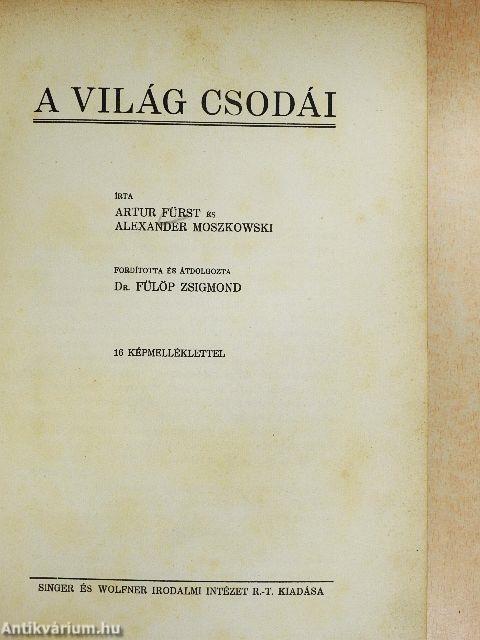 A VILÁG CSODÁI
ÍRTA
ARTUR FÜRST ÉS
ALEXANDER MOSZKOWSKI
FORDÍTOTTA ÉS ÁTDOLGOZTA
DR. FÜLÖP ZSIGMOND
16 KÉPMELLÉKLETTEL
SINGER ÉS WOLFNER IRODALMI INTÉZET R.-T. KIADÁSA
Antikvárium.hu